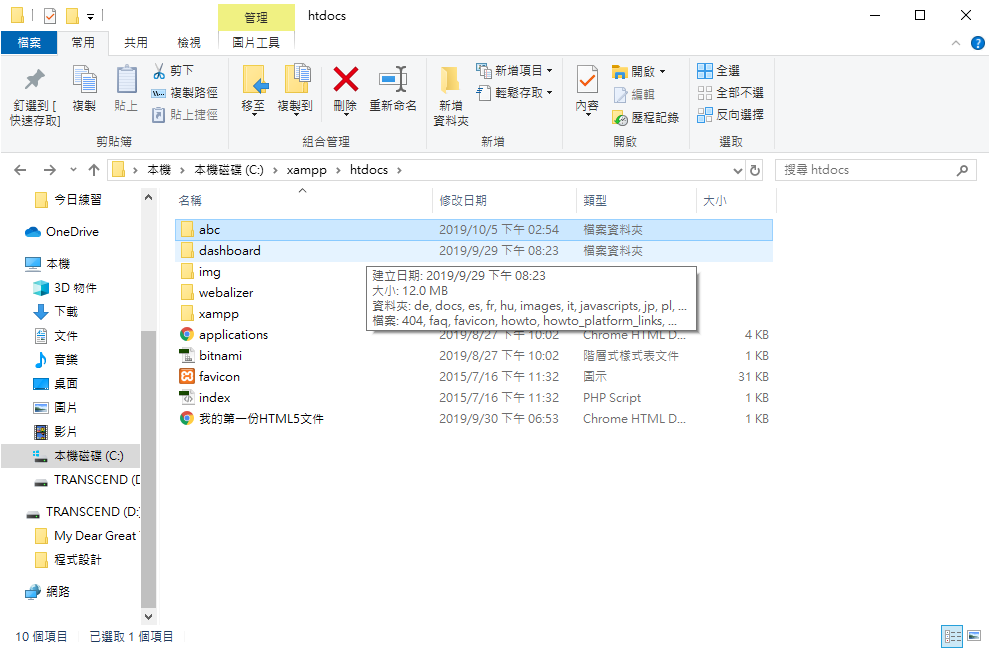 管理
htdocs
檔案
常用
共用
檢視
圖片工具
釘選到 [
快速存取]
複製
貼上
剪下
複製路徑
貼上捷徑
剪貼簿
移至
複製到
刪除
重新命名
組合管理
新增
資料夾
新增項目
輕鬆存取
新增
內容
開啟
編輯
歷程記錄
開啟
全選
全部不選
反向選擇
選取
本機 › 本機磁碟 (C:) › xampp › htdocs ›
搜尋 htdocs
今日練習
OneDrive
本機
3D 物件
下載
文件
音樂
桌面
圖片
影片
本機磁碟 (C:)
TRANSCEND (D
TRANSCEND (D:)
My Dear Great
程式設計
網路
名稱 修改日期 類型 大小
abc 2019/10/5 下午 02:54 檔案資料夾
dashboard 2019/9/29 下午 08:23 檔案資料夾
img
webalizer
xampp
建立日期: 2019/9/29 下午 08:23
大小: 12.0 MB
資料夾: de, docs, es, fr, hu, images, it, javascripts, jp, pl, ...
檔案: 404, faq, favicon, howto, howto_platform_links, ...
applications 2019/8/27 下午 10:02 Chrome HTML D... 4 KB
bitnami 2019/8/27 下午 10:02 階層式樣式表文件 1 KB
favicon 2015/7/16 下午 11:32 圖示 31 KB
index 2015/7/16 下午 11:32 PHP Script 1 KB
我的第一份HTML5文件 2019/9/30 下午 06:53 Chrome HTML D... 1 KB
10 個項目 已選取 1 個項目